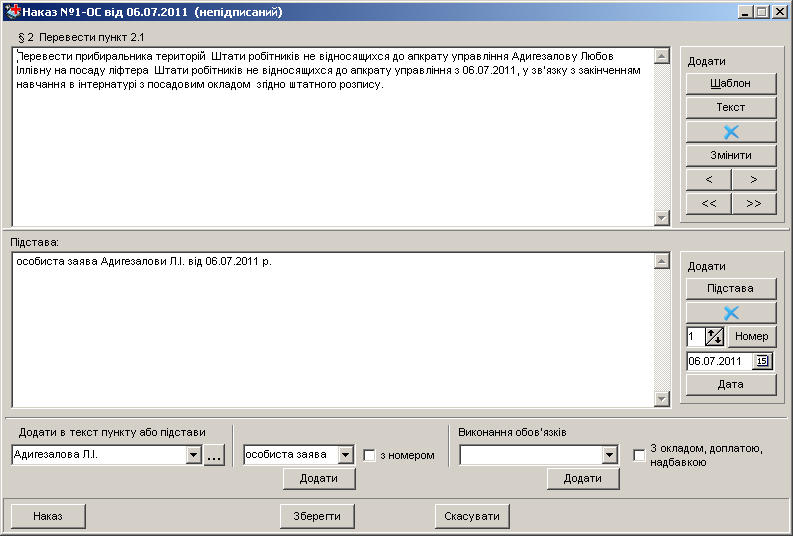 Наказ №1-ОС від 06.07.2011 (непідписаний)
§ 2 Перевести пункт 2.1
Перевести прибиральника територій Штати робітників не відносящихся до апкрату управління Адигезалову Любов
Іллівну на посаду ліфтера Штати робітників не відносящихся до апкрату управління з 06.07.2011, у зв'язку з закінченням
навчання в інтернатурі з посадовим окладом згідно штатного розпису.
Додати
Шаблон
Текст
Змінити
< >
<< >>
Підстава:
особиста заява Адигезалови Л.І. від 06.07.2011 р.
Додати
Підстава
1 Номер
06.07.2011 15
Дата
Додати в текст пункту або підстави
Адигезалова Л.І. ...
особиста заява
з номером
Додати
Виконання обов'язків
Додати
З окладом, доплатою,
надбавкою
Наказ
Зберегти
Скасувати